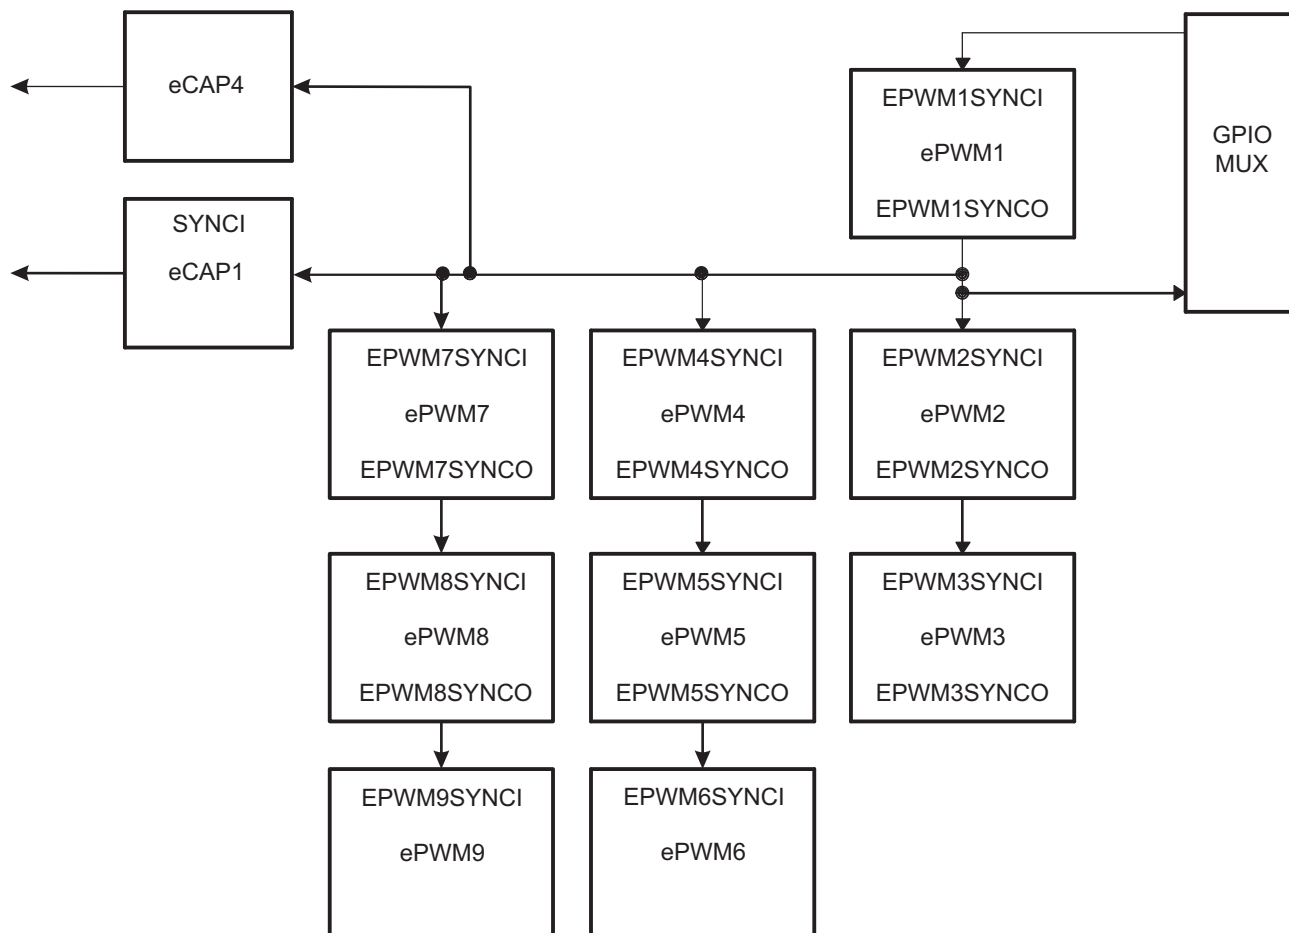 eCAP4
SYNCI
eCAP1
EPWM1SYNCI
ePWM1
EPWM1SYNCO
GPIO
MUX
EPWM7SYNCI
ePWM7
EPWM7SYNCO
EPWM4SYNCI
ePWM4
EPWM4SYNCO
EPWM2SYNCI
ePWM2
EPWM2SYNCO
EPWM8SYNCI
ePWM8
EPWM8SYNCO
EPWM5SYNCI
ePWM5
EPWM5SYNCO
EPWM3SYNCI
ePWM3
EPWM3SYNCO
EPWM9SYNCI
ePWM9
EPWM6SYNCI
ePWM6